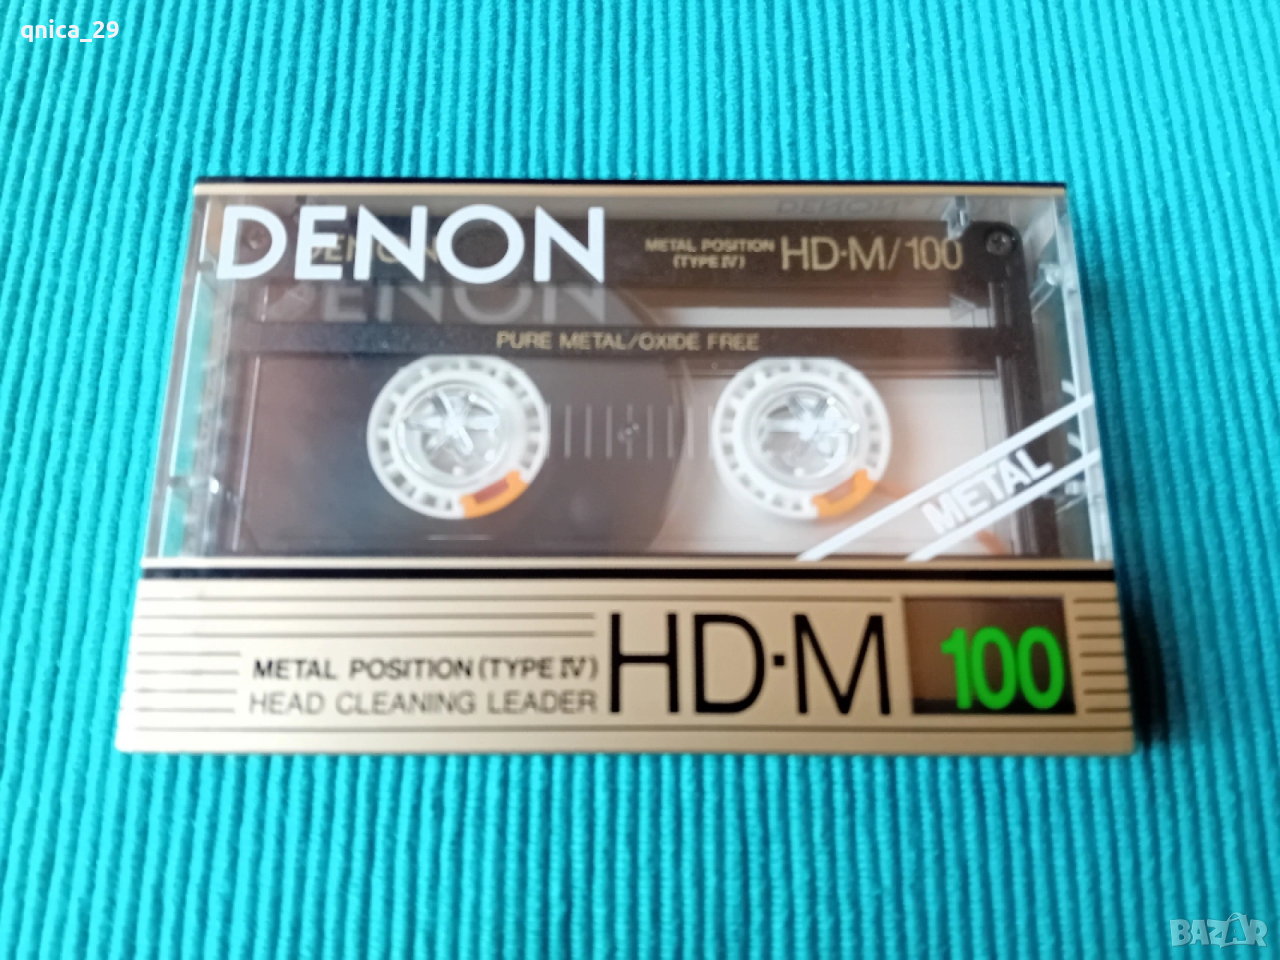 qnica_29
DENON
DENON
METAL POSITION
(TYPE IV)
HD·M/100
PURE METAL/OXIDE FREE
METAL
METAL POSITION (TYPE IV)
HEAD CLEANING LEADER
HD·M
100
BAZAR